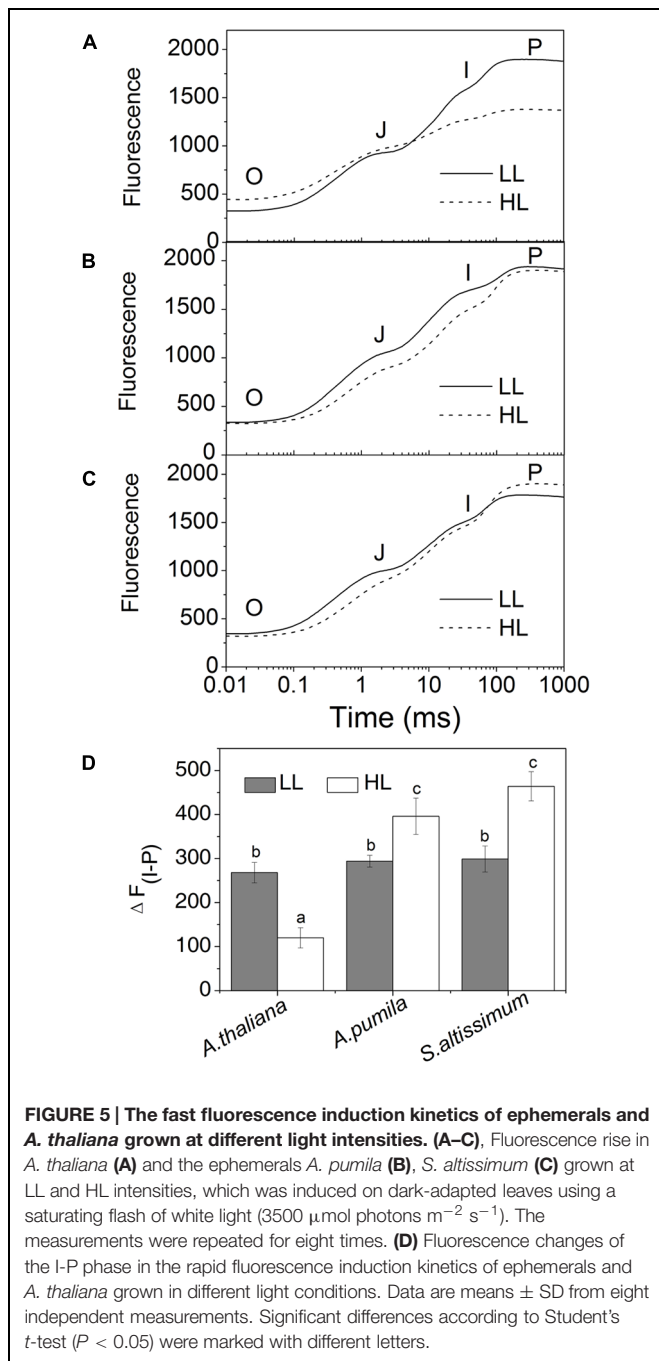 A
2000
1500
1000
500
0
Fluorescence
O
J
I
P
LL
HL
B
2000
1500
1000
500
0
Fluorescence
O
J
I
P
LL
HL
C
2000
1500
1000
500
0
Fluorescence
O
J
I
P
LL
HL
0.01 0.1 1 10 100 1000
Time (ms)
D
500
400
300
200
100
0
Δ F(I-P)
LL HL
b
a
b
c
b
c
A.thaliana
A.pumila
S.altissimum
FIGURE 5 | The fast fluorescence induction kinetics of ephemerals and
A. thaliana grown at different light intensities. (A–C), Fluorescence rise in
A. thaliana (A) and the ephemerals A. pumila (B), S. altissimum (C) grown at
LL and HL intensities, which was induced on dark-adapted leaves using a
saturating flash of white light (3500 μmol photons m−2 s−1). The
measurements were repeated for eight times. (D) Fluorescence changes of
the I-P phase in the rapid fluorescence induction kinetics of ephemerals and
A. thaliana grown in different light conditions. Data are means ± SD from eight
independent measurements. Significant differences according to Student's
t-test (P < 0.05) were marked with different letters.